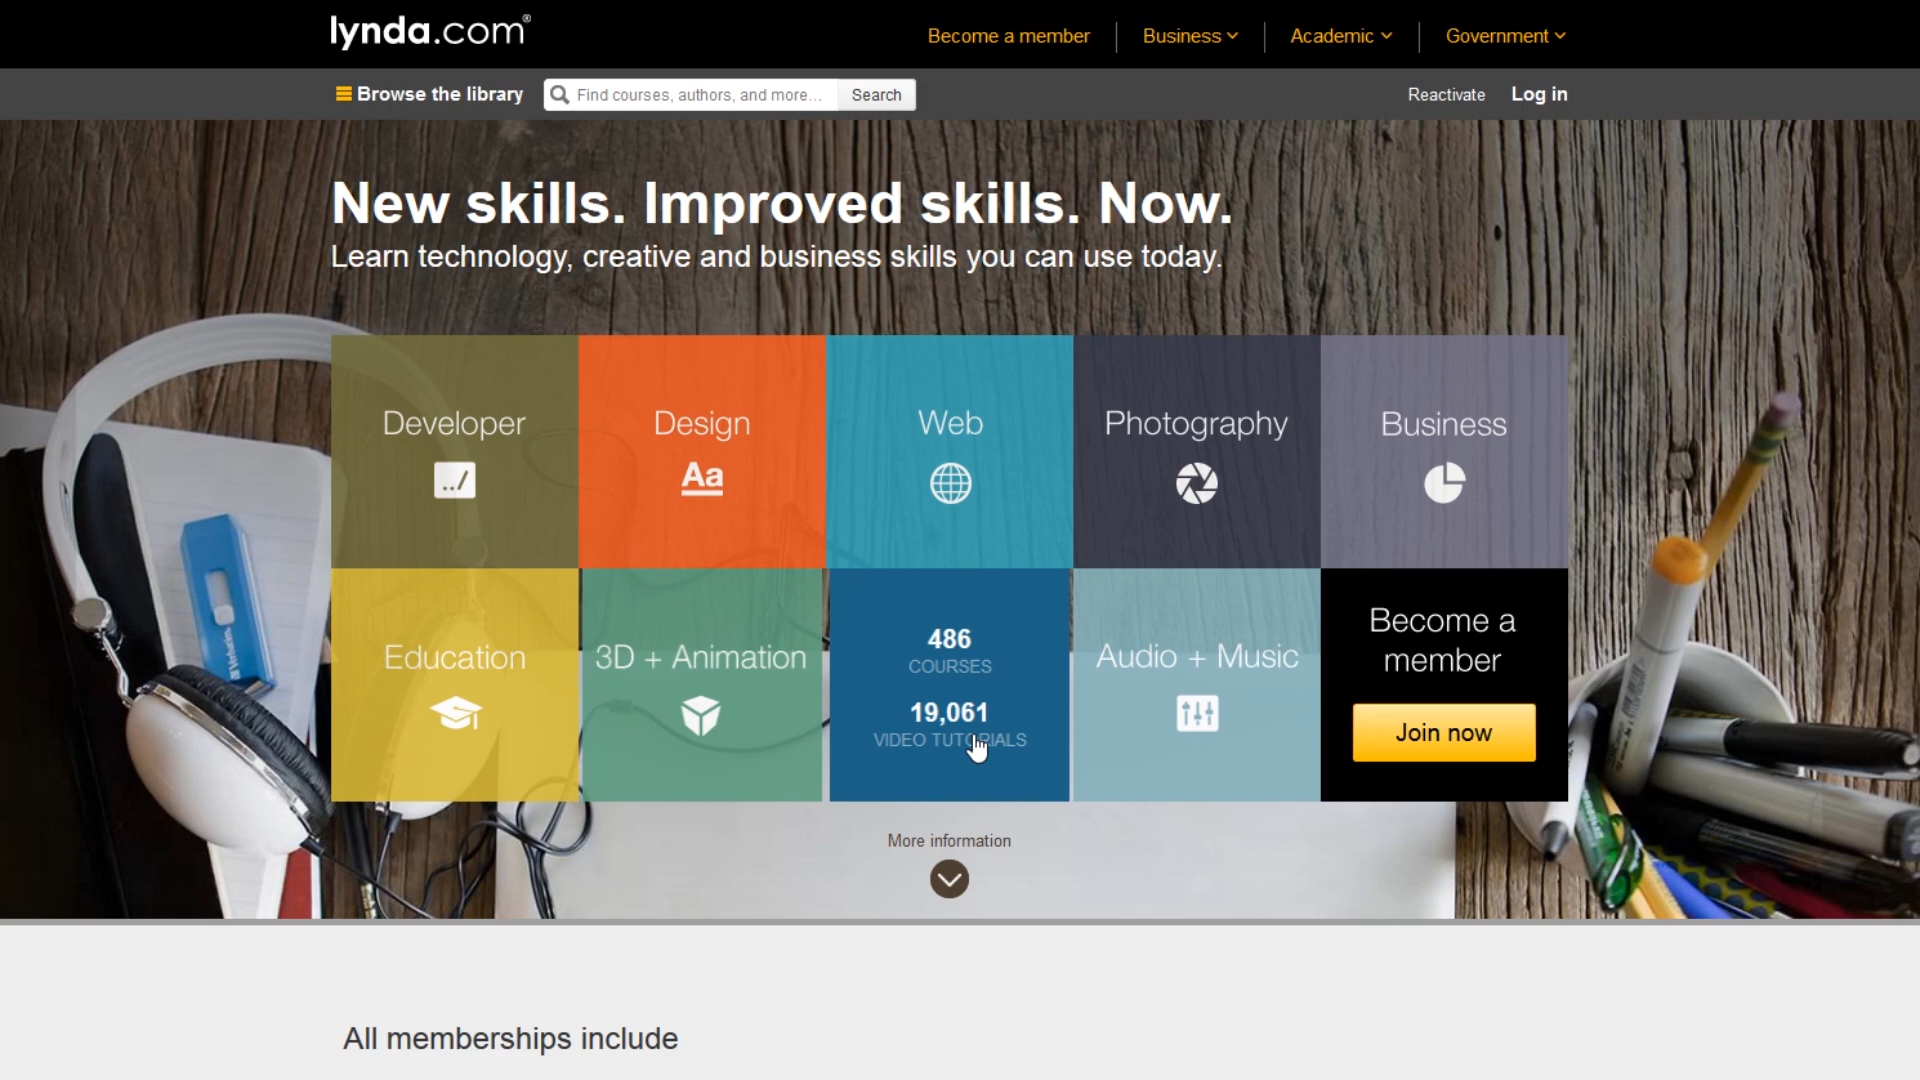 lynda.com®
Become a member
Business
Academic
Government
Browse the library
Find courses, authors, and more...
Search
Reactivate
Log in
New skills. Improved skills. Now.
Learn technology, creative and business skills you can use today.
Developer
../
Design
Aa
Web
Photography
Business
Education
3D + Animation
486
COURSES
19,061
VIDEO TUTORIALS
Audio + Music
Become a
member
Join now
Verbatim
More information
All memberships include